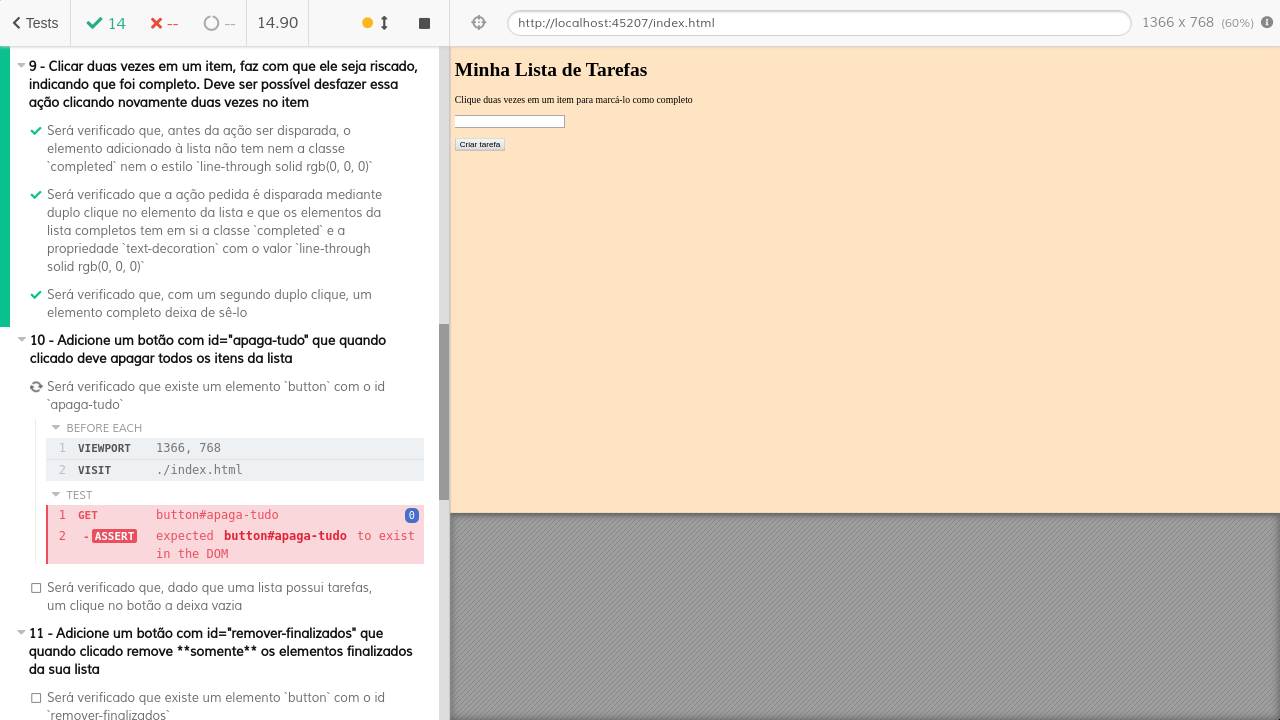 Tests
14
--
--
14.90
http://localhost:45207/index.html
1366 x 768 (60%)
9 - Clicar duas vezes em um item, faz com que ele seja riscado,
indicando que foi completo. Deve ser possível desfazer essa
ação clicando novamente duas vezes no item
Será verificado que, antes da ação ser disparada, o
elemento adicionado à lista não tem nem a classe
`completed` nem o estilo `line-through solid rgb(0, 0, 0)`
Será verificado que a ação pedida é disparada mediante
duplo clique no elemento da lista e que os elementos da
lista completos tem em si a classe `completed` e a
propriedade `text-decoration` com o valor `line-through
solid rgb(0, 0, 0)`
Será verificado que, com um segundo duplo clique, um
elemento completo deixa de sê-lo
10 - Adicione um botão com id="apaga-tudo" que quando
clicado deve apagar todos os itens da lista
Será verificado que existe um elemento `button` com o id
`apaga-tudo`
BEFORE EACH
1 VIEWPORT 1366, 768
2 VISIT ./index.html
TEST
1 GET button#apaga-tudo 0
2 - ASSERT expected button#apaga-tudo to exist
in the DOM
Será verificado que, dado que uma lista possui tarefas,
um clique no botão a deixa vazia
11 - Adicione um botão com id="remover-finalizados" que
quando clicado remove **somente** os elementos finalizados
da sua lista
Será verificado que existe um elemento `button` com o id
`remover-finalizados`
Minha Lista de Tarefas
Clique duas vezes em um item para marcá-lo como completo
Criar tarefa